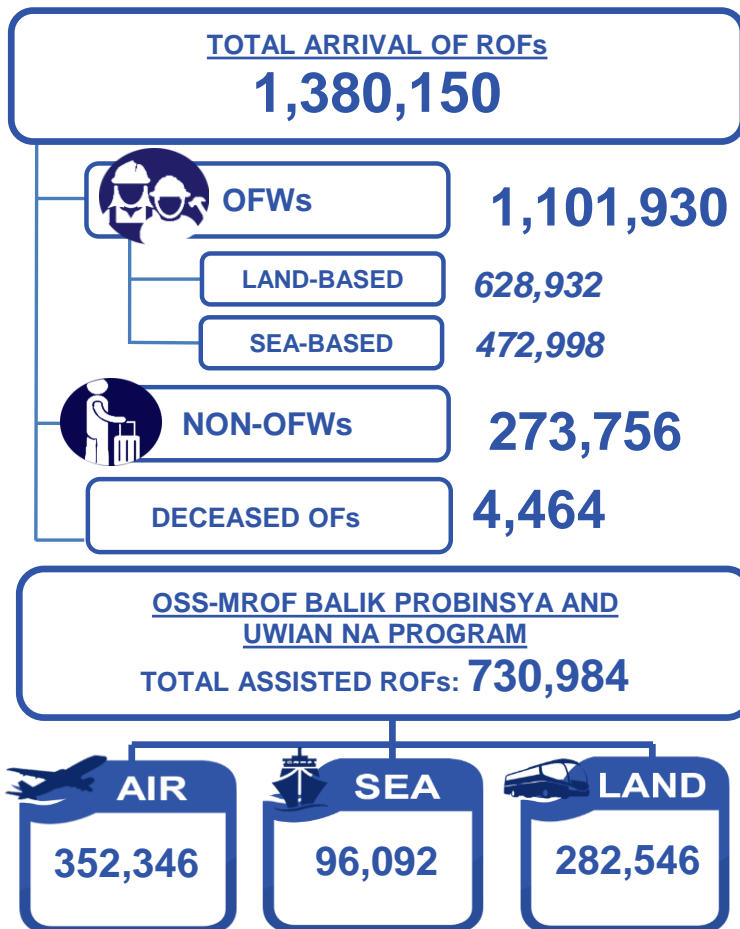 TOTAL ARRIVAL OF ROFs
1,380,150
OFWs 1,101,930
LAND-BASED 628,932
SEA-BASED 472,998
NON-OFWs 273,756
DECEASED OFs 4,464
OSS-MROF BALIK PROBINSYA AND
UWIAN NA PROGRAM
TOTAL ASSISTED ROFs: 730,984
AIR
352,346
SEA
96,092
LAND
282,546